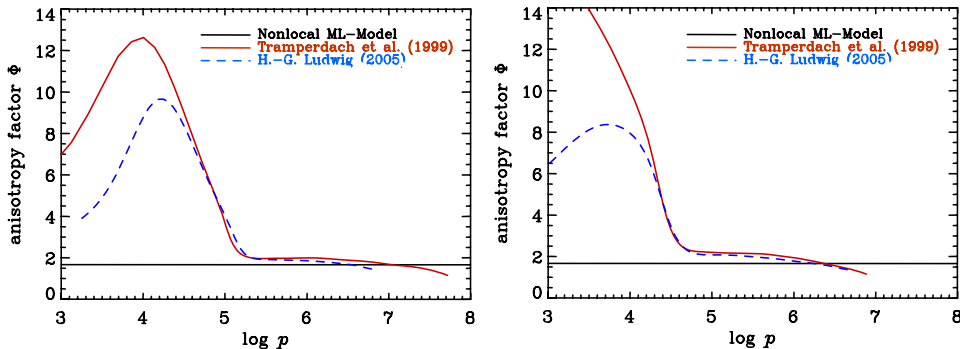 14
12
10
8
6
4
2
0
anisotropy factor Φ
Nonlocal ML–Model
Tramperdach et al. (1999)
H.–G. Ludwig (2005)
3 4 5 6 7 8
log p
14
12
10
8
6
4
2
0
anisotropy factor Φ
Nonlocal ML–Model
Tramperdach et al. (1999)
H.–G. Ludwig (2005)
3 4 5 6 7 8
log p